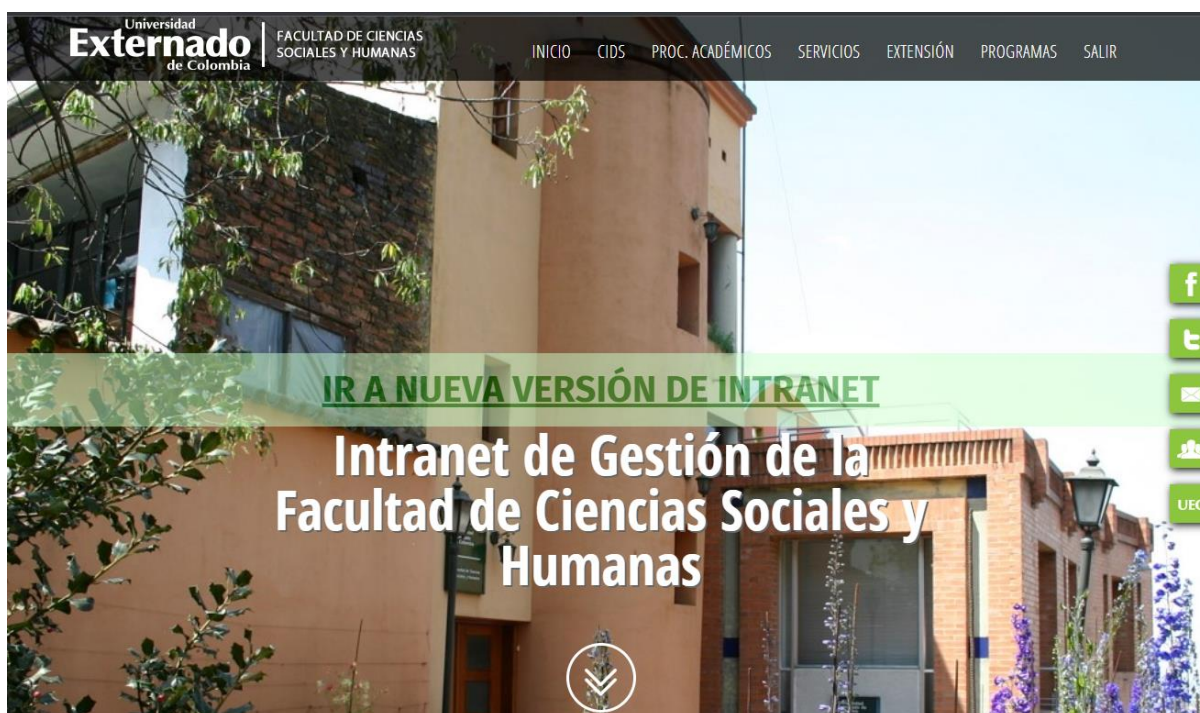 Universidad
Externado
de Colombia
FACULTAD DE CIENCIAS
SOCIALES Y HUMANAS
INICIO CIDS PROC. ACADÉMICOS SERVICIOS EXTENSIÓN PROGRAMAS SALIR
IR A NUEVA VERSIÓN DE INTRANET
Intranet de Gestión de la
Facultad de Ciencias Sociales y
Humanas